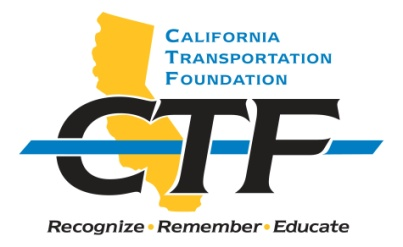 CALIFORNIA
TRANSPORTATION
FOUNDATION
CTF
Recognize • Remember • Educate